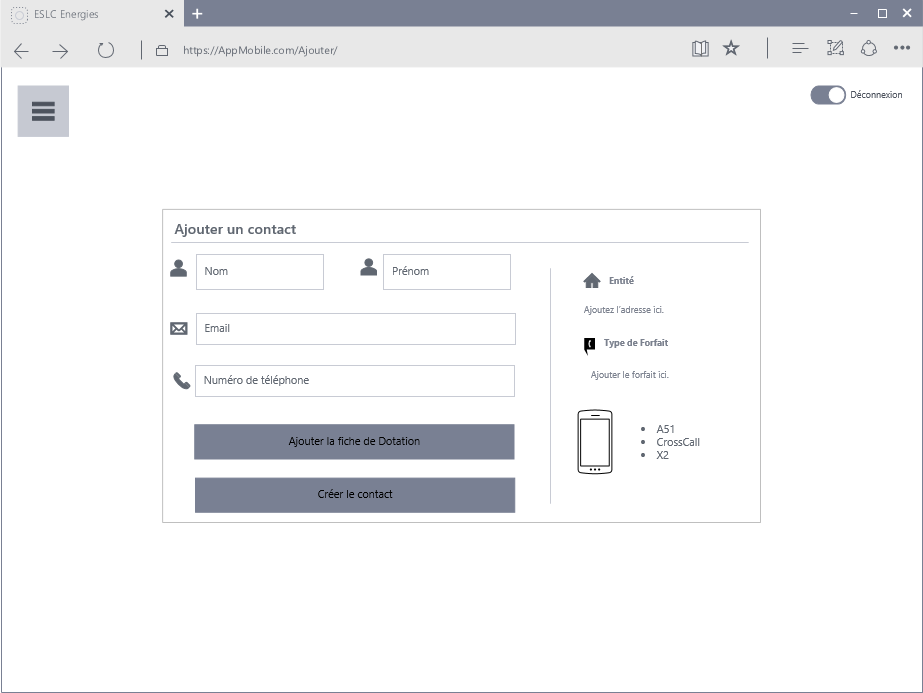 ESLC Energies
https://AppMobile.com/Ajouter/
Déconnexion
Ajouter un contact
Nom
Prénom
Email
Numéro de téléphone
Ajouter la fiche de Dotation
Créer le contact
Entité
Ajoutez l'adresse ici.
Type de Forfait
Ajouter le forfait ici.
• A51
• CrossCall
• X2